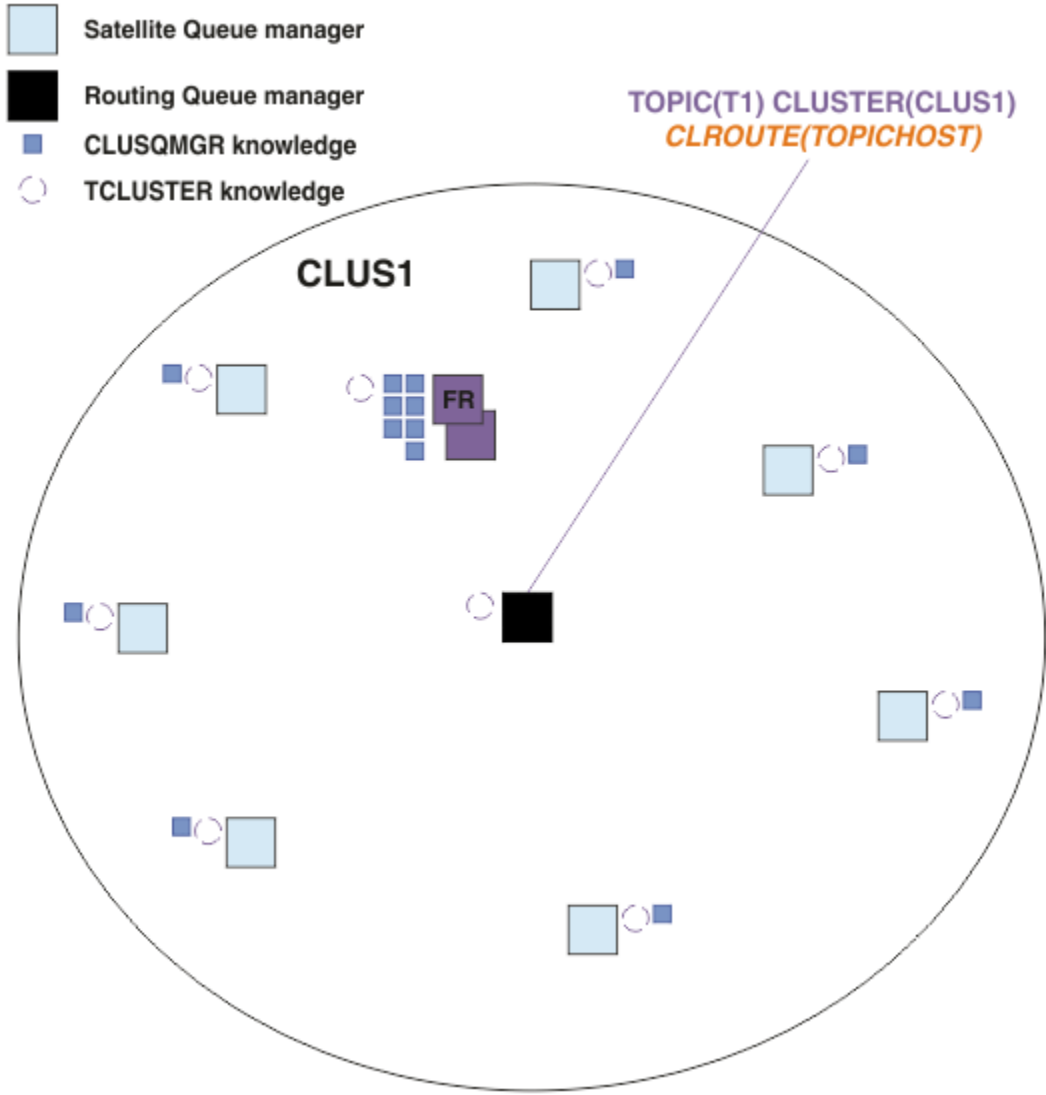 Satellite Queue manager
Routing Queue manager
CLUSQMGR knowledge
TCLUSTER knowledge
TOPIC(T1) CLUSTER(CLUS1)
CLROUTE(TOPICHOST)
CLUS1
FR